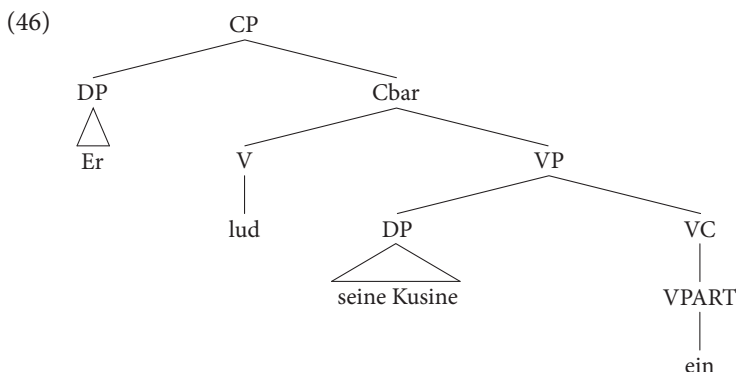 (46)
CP
DP Cbar
Er V VP
lud DP VC
seine Kusine VPART
ein